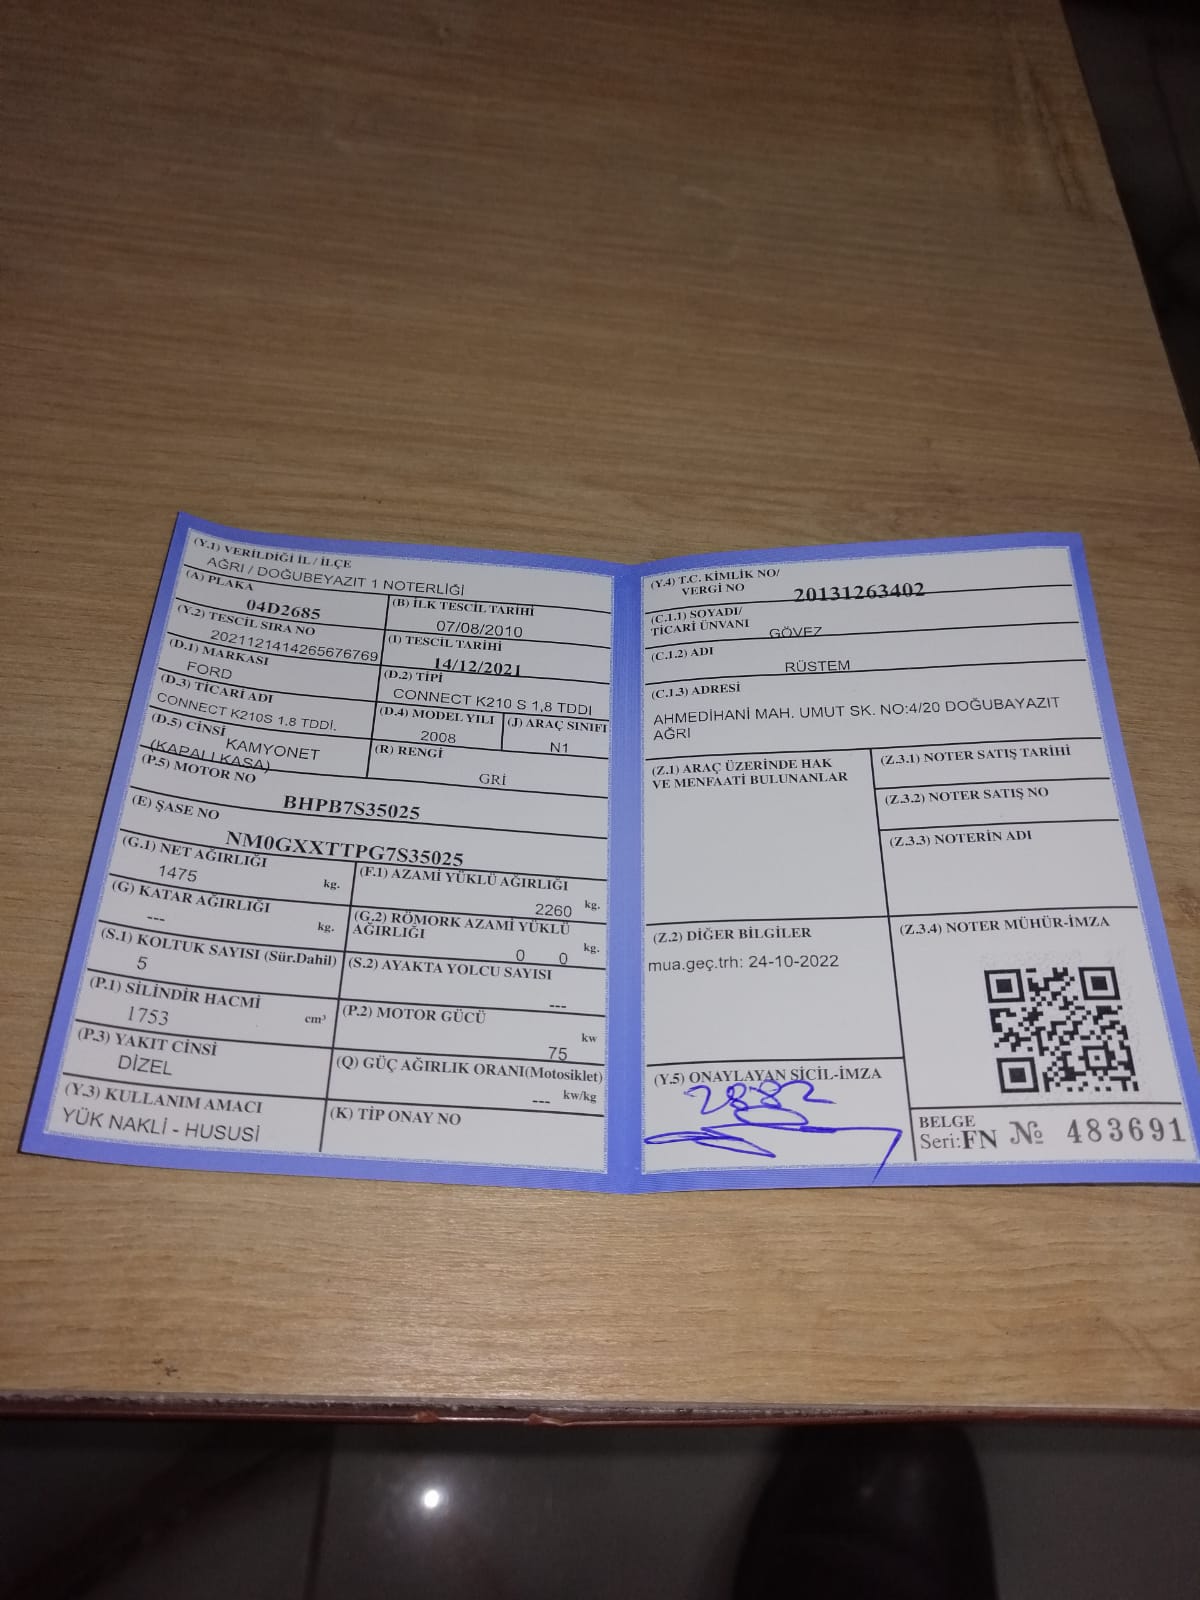 (Y.1) VERİLDİĞİ İL / İLÇE
AĞRI / DOĞUBEYAZIT 1 NOTERLİĞİ
(A) PLAKA
04D2685
(B) İLK TESCİL TARİHİ
07/08/2010
(Y.2) TESCİL SIRA NO
2021121414265676769
(I) TESCİL TARİHİ
14/12/2021
(D.1) MARKASI
FORD
(D.2) TİPİ
CONNECT K210 S 1,8 TDDI
(D.3) TİCARİ ADI
CONNECT K210S 1,8 TDDİ.
(D.4) MODEL YILI
2008
(J) ARAÇ SINIFI
N1
(D.5) CİNSİ
KAMYONET
(KAPALI KASA)
(R) RENGİ
GRİ
(P.5) MOTOR NO
BHPB7S35025
(E) ŞASE NO
NM0GXXTTPG7S35025
(G.1) NET AĞIRLIĞI
1475 kg.
(F.1) AZAMİ YÜKLÜ AĞIRLIĞI
2260 kg.
(G) KATAR AĞIRLIĞI
--- kg.
(G.2) RÖMORK AZAMİ YÜKLÜ
AĞIRLIĞI
0 0 kg.
(S.1) KOLTUK SAYISI (Sür.Dahil)
5
(S.2) AYAKTA YOLCU SAYISI
---
(P.1) SİLİNDİR HACMİ
1753 cm³
(P.2) MOTOR GÜCÜ
75 kw
(P.3) YAKIT CİNSİ
DİZEL
(Q) GÜÇ AĞIRLIK ORANI(Motosiklet)
--- kw/kg
(Y.3) KULLANIM AMACI
YÜK NAKLİ - HUSUSİ
(K) TİP ONAY NO
(Y.4) T.C. KİMLİK NO/
VERGİ NO
20131263402
(C.1.1) SOYADI/
TİCARİ ÜNVANI
GÖVEZ
(C.1.2) ADI
RÜSTEM
(C.1.3) ADRESİ
AHMEDİHANİ MAH. UMUT SK. NO:4/20 DOĞUBAYAZIT
AĞRI
(Z.1) ARAÇ ÜZERİNDE HAK
VE MENFAATİ BULUNANLAR
(Z.3.1) NOTER SATIŞ TARİHİ
(Z.3.2) NOTER SATIŞ NO
(Z.3.3) NOTERİN ADI
(Z.2) DİĞER BİLGİLER
mua.geç.trh: 24-10-2022
(Z.3.4) NOTER MÜHÜR-İMZA
(Y.5) ONAYLAYAN SİCİL-İMZA
BELGE
Seri:FN № 483691